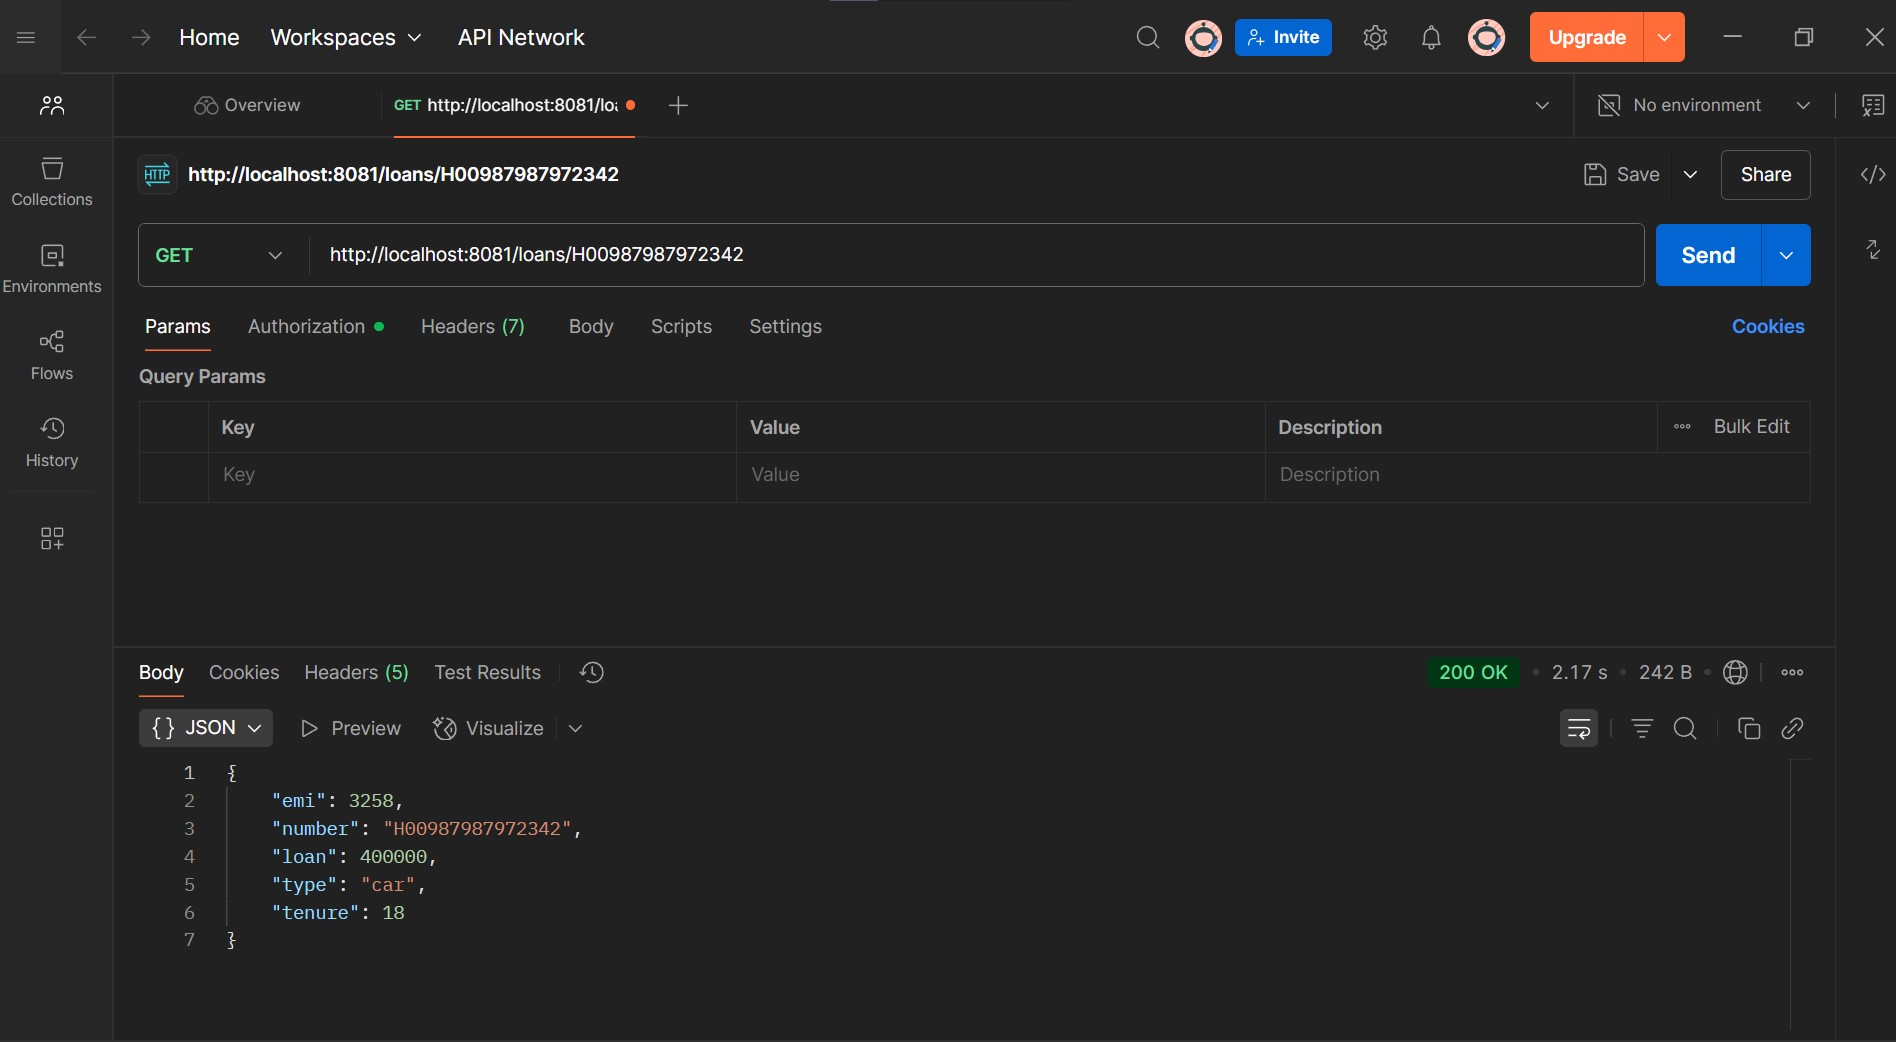 Home Workspaces API Network Invite Upgrade
Overview GET http://localhost:8081/loa No environment
HTTP http://localhost:8081/loans/H00987987972342 Save Share
Collections
GET http://localhost:8081/loans/H00987987972342 Send
Environments
Params Authorization Headers (7) Body Scripts Settings Cookies
Flows
Query Params
Key Value Description Bulk Edit
History
Key Value Description
Body Cookies Headers (5) Test Results 200 OK 2.17 s 242 B
{} JSON Preview Visualize
1 {
2 "emi": 3258,
3 "number": "H00987987972342",
4 "loan": 400000,
5 "type": "car",
6 "tenure": 18
7 }